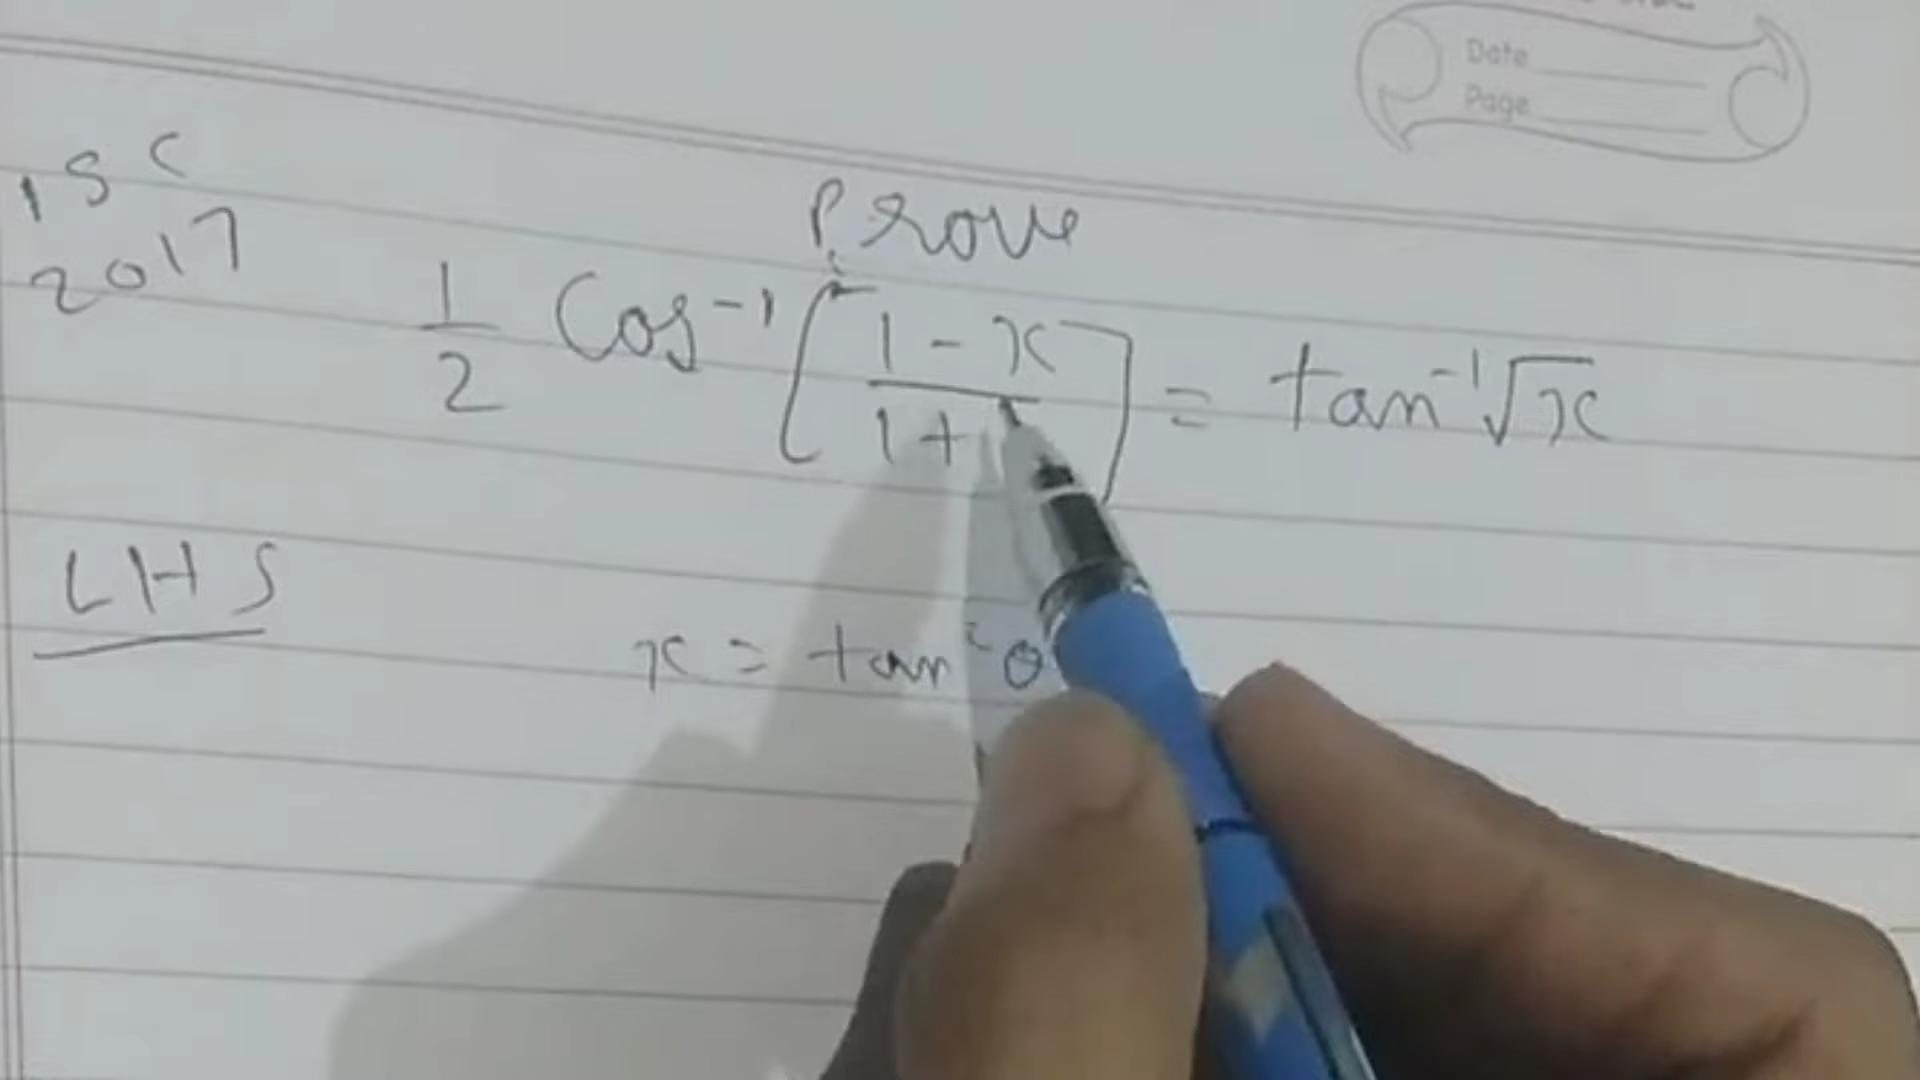 Date
Page
ISC
2017
Prove
1/2 Cos⁻¹ [1-x / 1+] = tan⁻¹√x
LHS
x = tan²θ